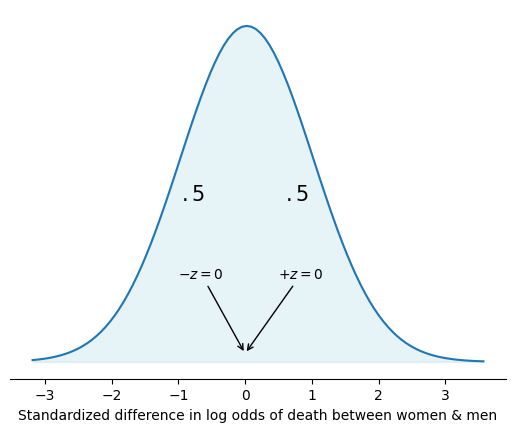 .5 .5
−z = 0 +z = 0
−3 −2 −1 0 1 2 3
Standardized difference in log odds of death between women & men